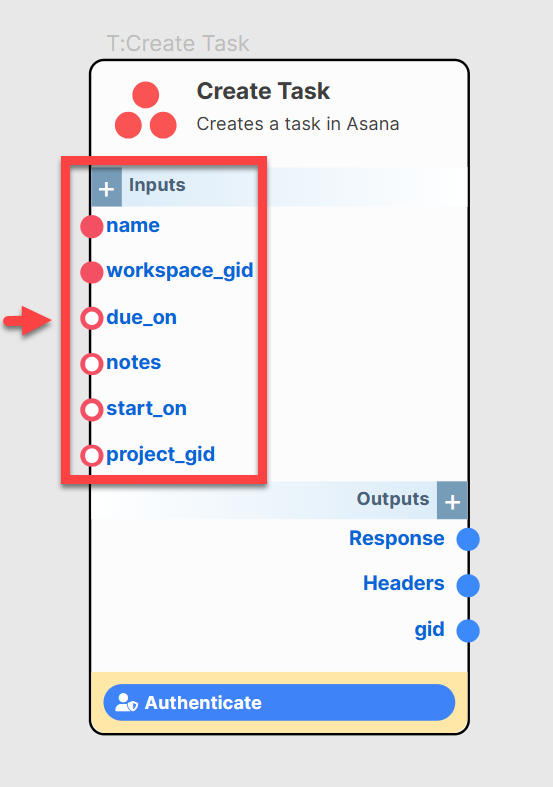 T:Create Task
Create Task
Creates a task in Asana
+ Inputs
name
workspace_gid
due_on
notes
start_on
project_gid
Outputs +
Response
Headers
gid
Authenticate